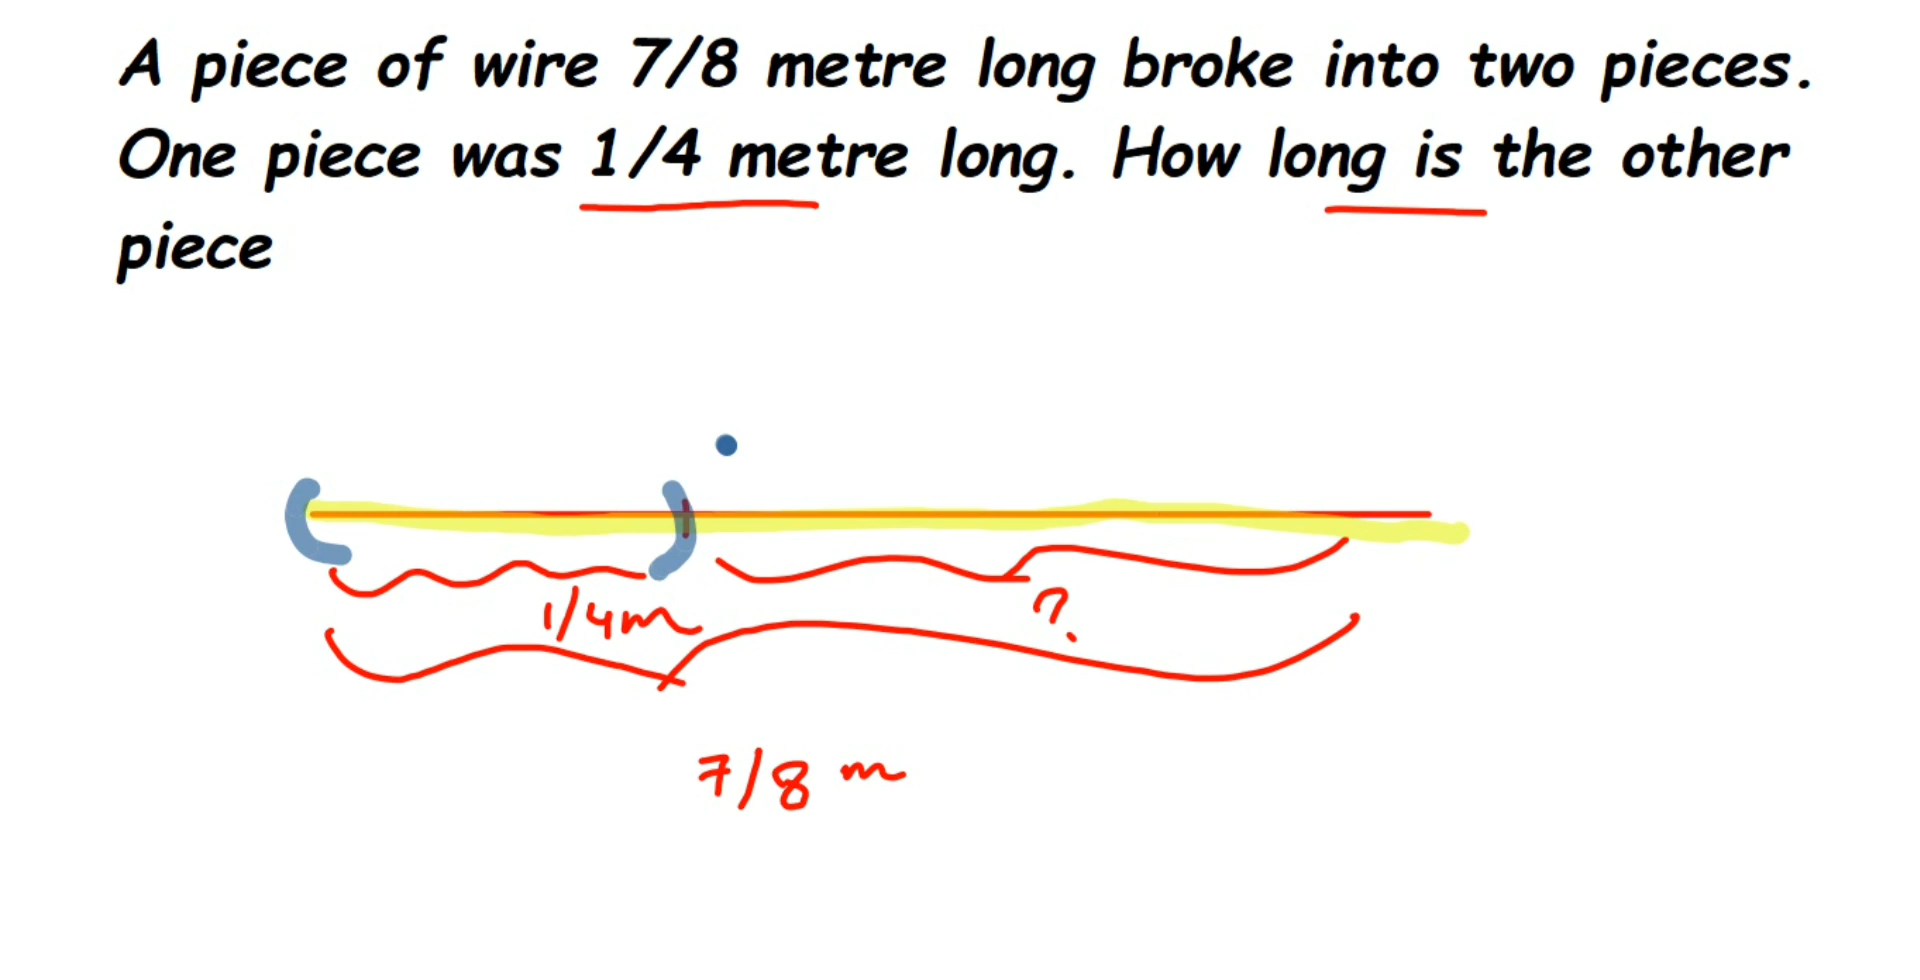 A piece of wire 7/8 metre long broke into two pieces.
One piece was 1/4 metre long. How long is the other
piece
1/4m
?
7/8 m